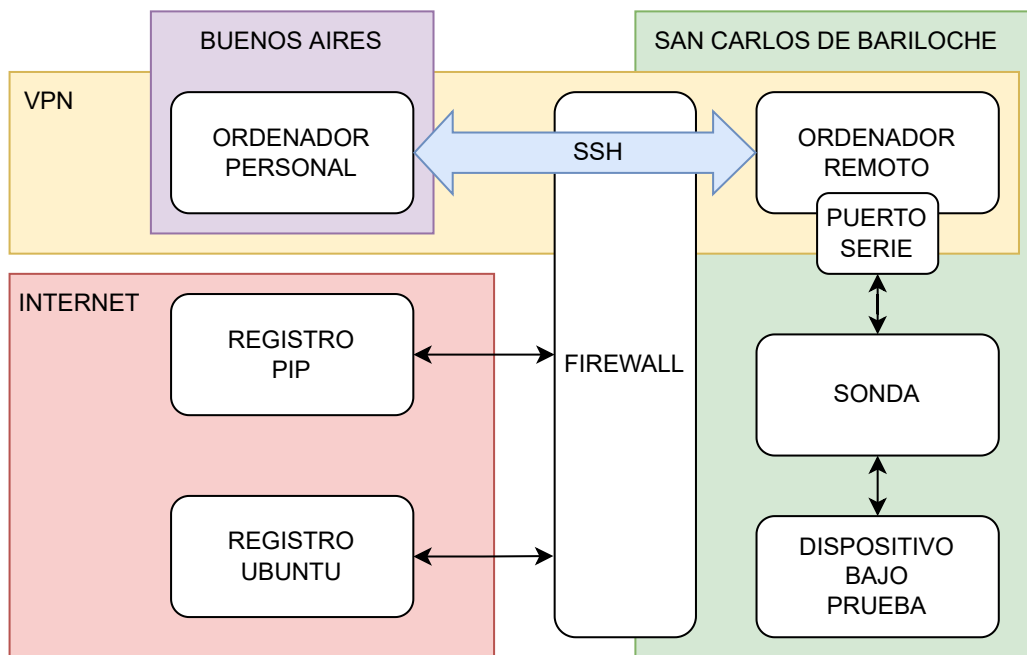 BUENOS AIRES
SAN CARLOS DE BARILOCHE
VPN
ORDENADOR
PERSONAL
SSH
ORDENADOR
REMOTO
PUERTO
SERIE
INTERNET
REGISTRO
PIP
FIREWALL
SONDA
REGISTRO
UBUNTU
DISPOSITIVO
BAJO
PRUEBA